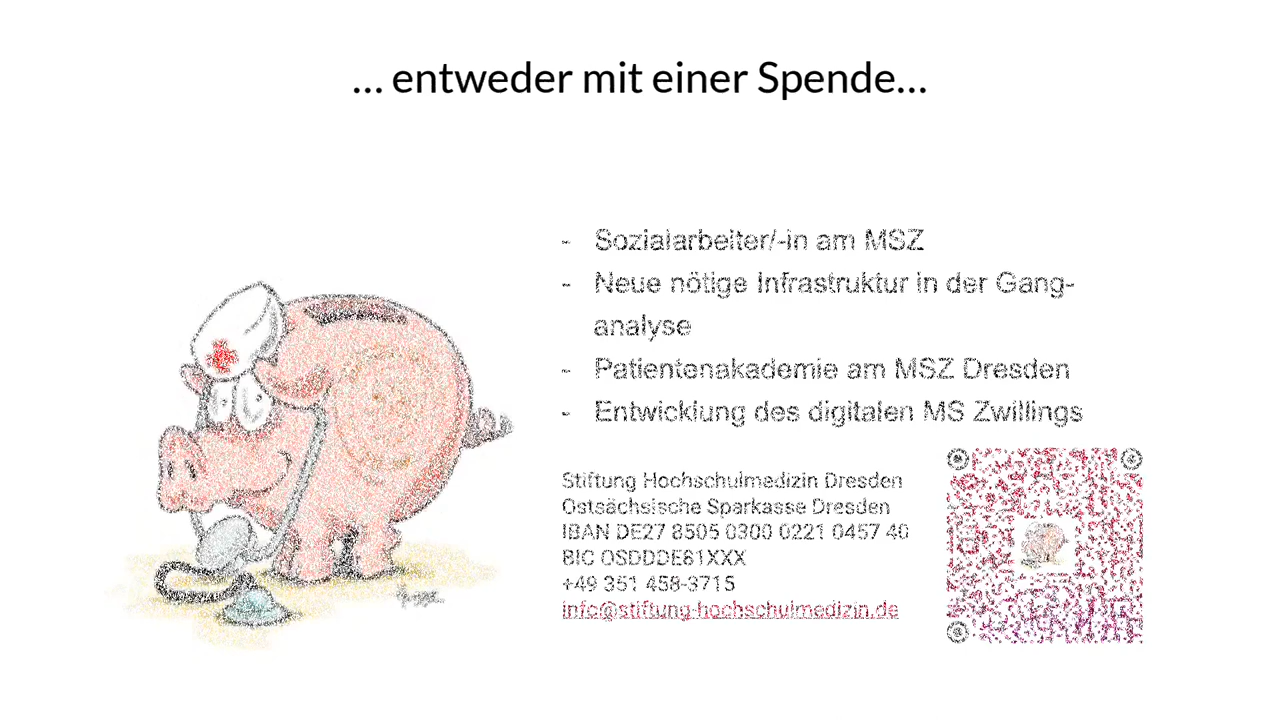 ... entweder mit einer Spende...
- Sozialarbeiter/-in am MSZ
- Neue nötige Infrastruktur in der Gang-
analyse
- Patientenakademie am MSZ Dresden
- Entwicklung des digitalen MS Zwillings
Stiftung Hochschulmedizin Dresden
Ostsächsische Sparkasse Dresden
IBAN DE27 8505 0300 0221 0457 40
BIC OSDDDE81XXX
+49 351 458-3715
info@stiftung-hochschulmedizin.de